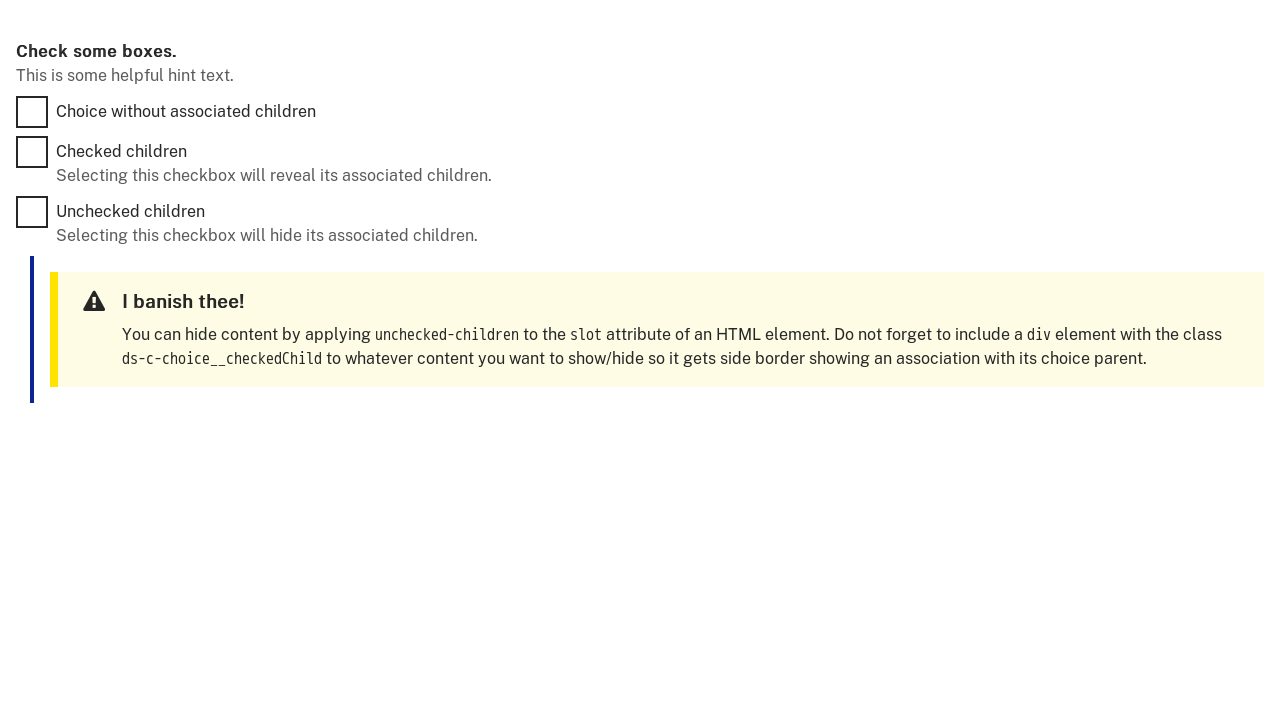 Check some boxes.
This is some helpful hint text.
Choice without associated children
Checked children
Selecting this checkbox will reveal its associated children.
Unchecked children
Selecting this checkbox will hide its associated children.
I banish thee!
You can hide content by applying unchecked-children to the slot attribute of an HTML element. Do not forget to include a div element with the class
ds-c-choice__checkedChild to whatever content you want to show/hide so it gets side border showing an association with its choice parent.